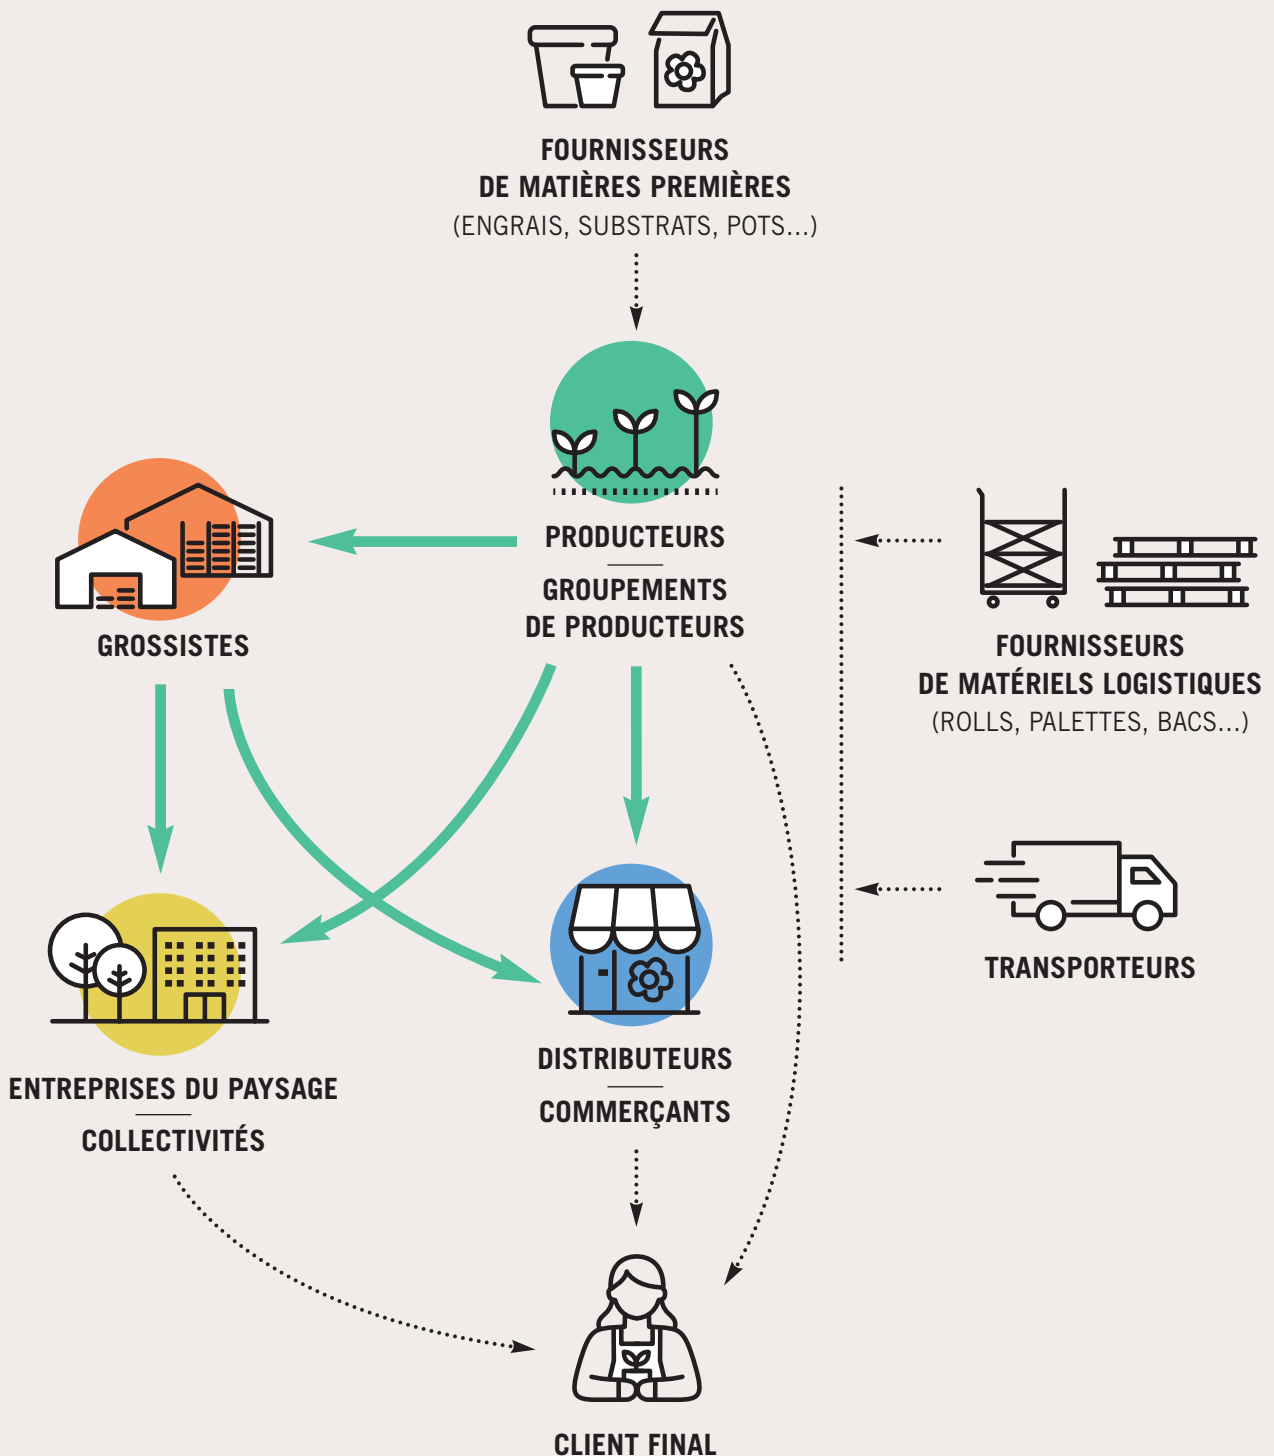 FOURNISSEURS
DE MATIÈRES PREMIÈRES
(ENGRAIS, SUBSTRATS, POTS...)
PRODUCTEURS
GROUPEMENTS
DE PRODUCTEURS
GROSSISTES
FOURNISSEURS
DE MATÉRIELS LOGISTIQUES
(ROLLS, PALETTES, BACS...)
TRANSPORTEURS
ENTREPRISES DU PAYSAGE
COLLECTIVITÉS
DISTRIBUTEURS
COMMERÇANTS
CLIENT FINAL